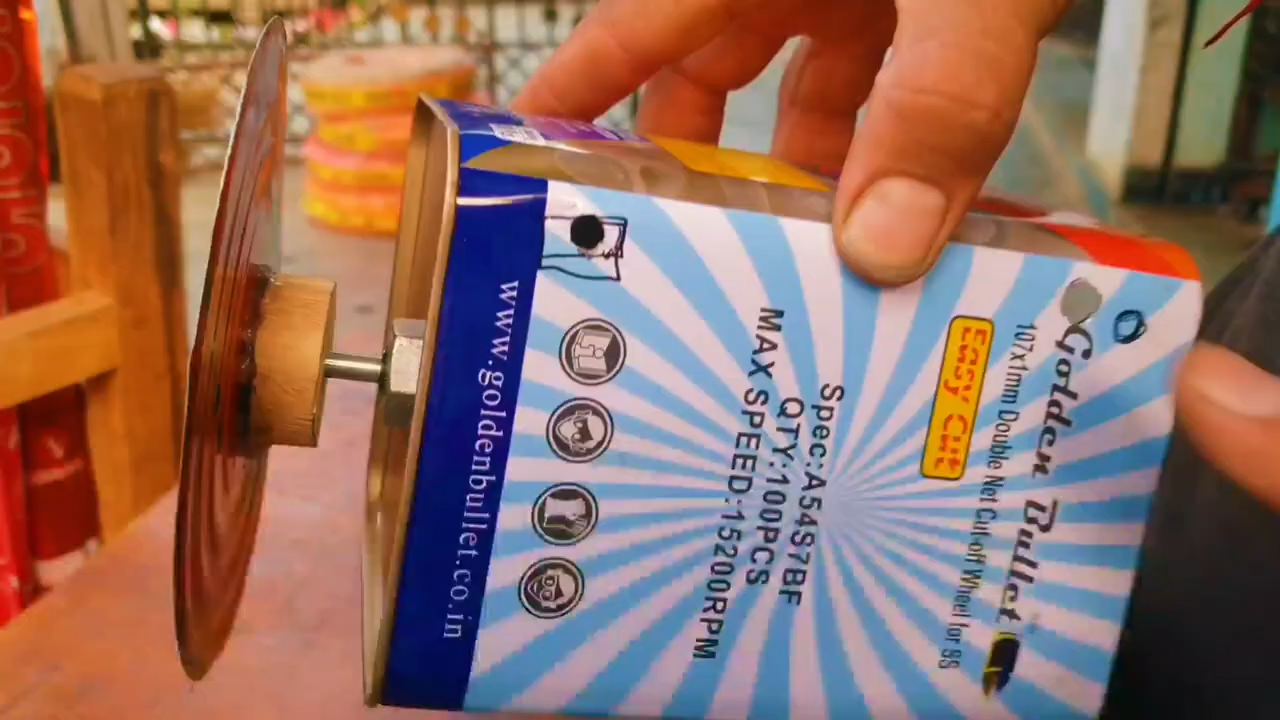 Golden Bullet
107x1mm Double Net Cut-off Wheel for SS
Easy Cut
Spec:A54S7BF
QTY:100PCS
MAX SPEED:15200RPM
www.goldenbullet.co.in